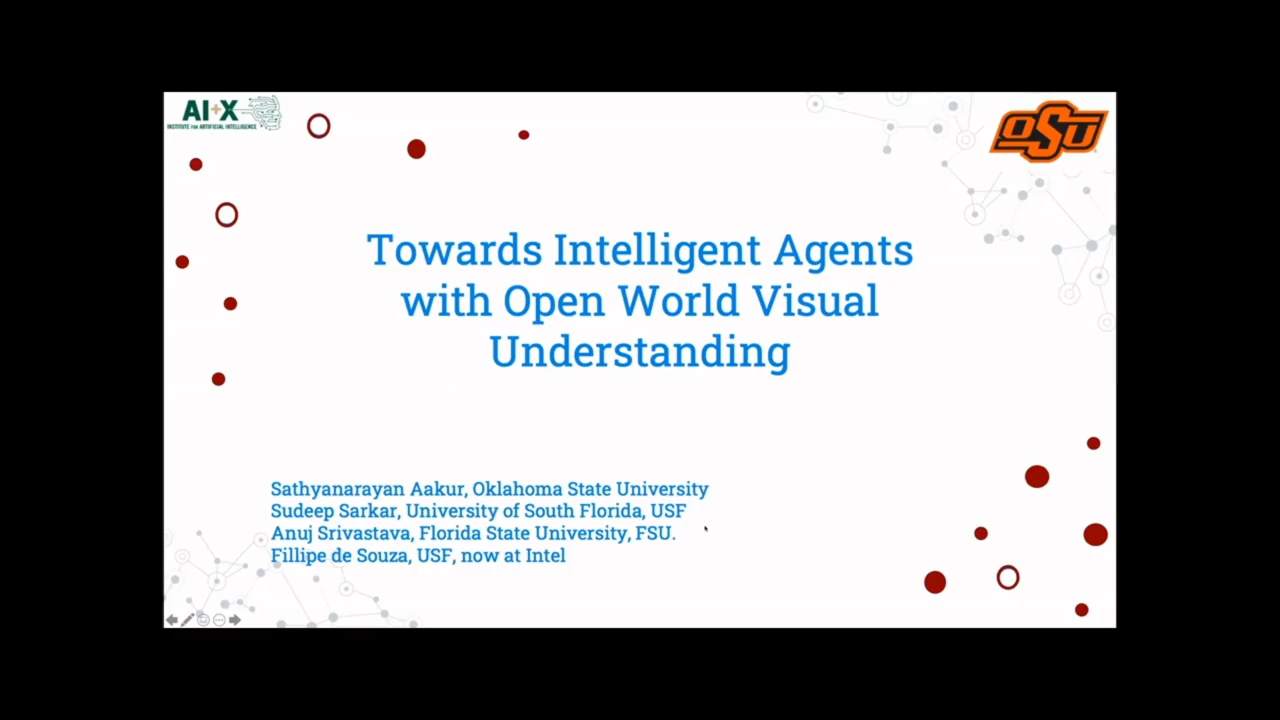 AI+X
INSTITUTE FOR ARTIFICIAL INTELLIGENCE
OSU
Towards Intelligent Agents
with Open World Visual
Understanding
Sathyanarayan Aakur, Oklahoma State University
Sudeep Sarkar, University of South Florida, USF
Anuj Srivastava, Florida State University, FSU.
Fillipe de Souza, USF, now at Intel